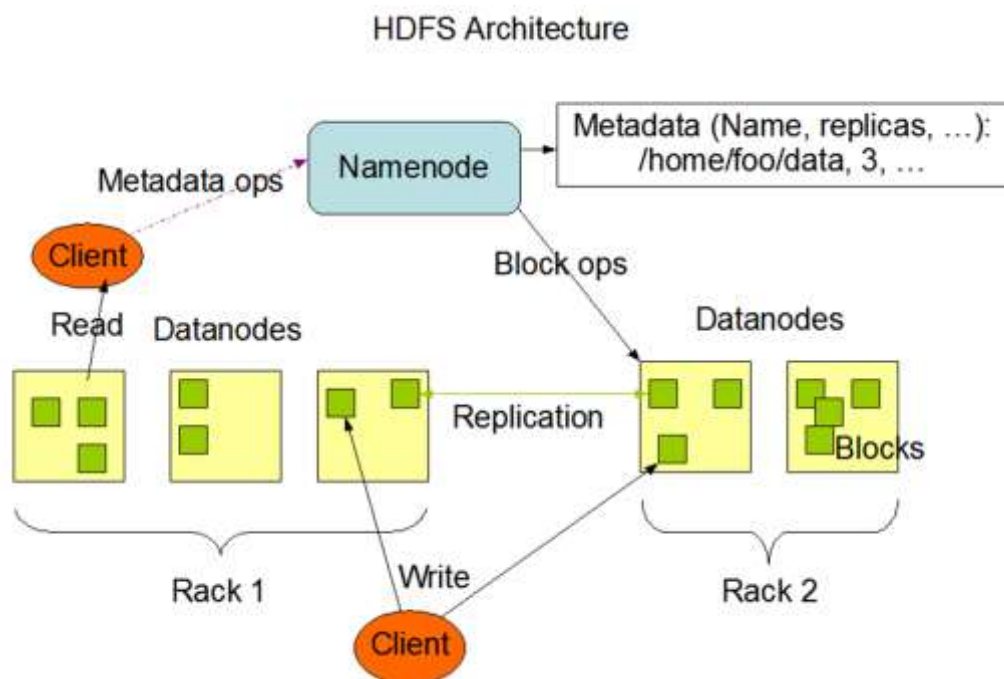 HDFS Architecture
Metadata (Name, replicas, …):
/home/foo/data, 3, …
Namenode
Metadata ops
Client
Block ops
Read
Datanodes
Datanodes
Replication
Blocks
Rack 1
Write
Rack 2
Client